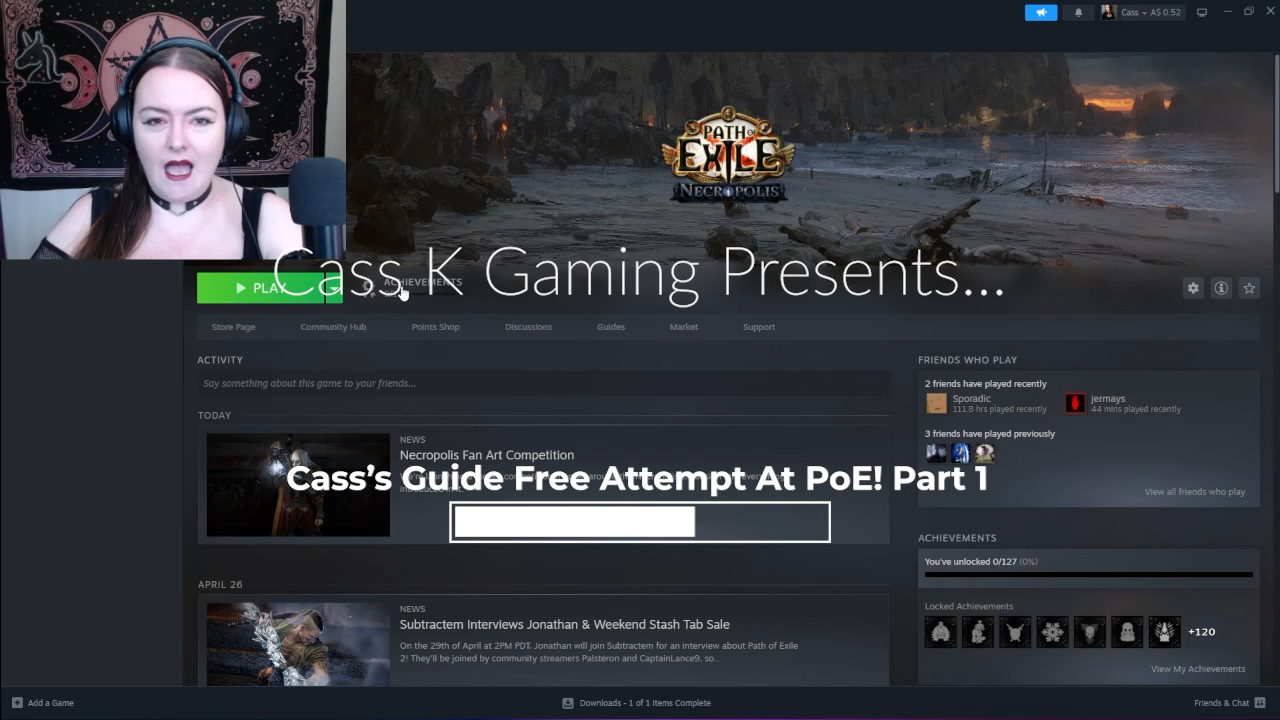 Cass
A$ 0.52
PATH OF
EXILE
NECROPOLIS
Cass K Gaming Presents...
PLAY
ACHIEVEMENTS
Store Page
Community Hub
Points Shop
Discussions
Guides
Market
Support
ACTIVITY
Say something about this game to your friends...
TODAY
NEWS
Necropolis Fan Art Competition
Cass's Guide Free Attempt At PoE! Part 1
APRIL 26
NEWS
Subtractem Interviews Jonathan & Weekend Stash Tab Sale
On the 29th of April at 2PM PDT, Jonathan will join Subtractem for an interview about Path of Exile
2! They'll be joined by community streamers Palsteron and CaptainLance9, so...
FRIENDS WHO PLAY
2 friends have played recently
Sporadic
111.8 hrs played recently
jermays
44 mins played recently
3 friends have played previously
View all friends who play
ACHIEVEMENTS
You've unlocked 0/127 (0%)
Locked Achievements
+120
View My Achievements
Add a Game
Downloads - 1 of 1 Items Complete
Friends & Chat